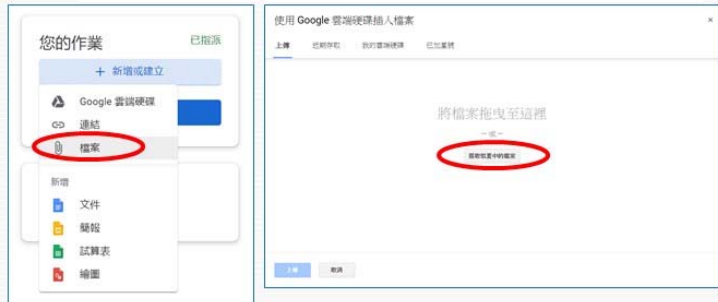 您的作業
已指派
+ 新增或建立
Google 雲端硬碟
連結
檔案
新增
文件
簡報
試算表
繪圖
使用 Google 雲端硬碟插入檔案
×
上傳
近期存取
我的雲端硬碟
已加星號
將檔案拖曳至這裡
— 或 —
選取裝置中的檔案
上傳
取消